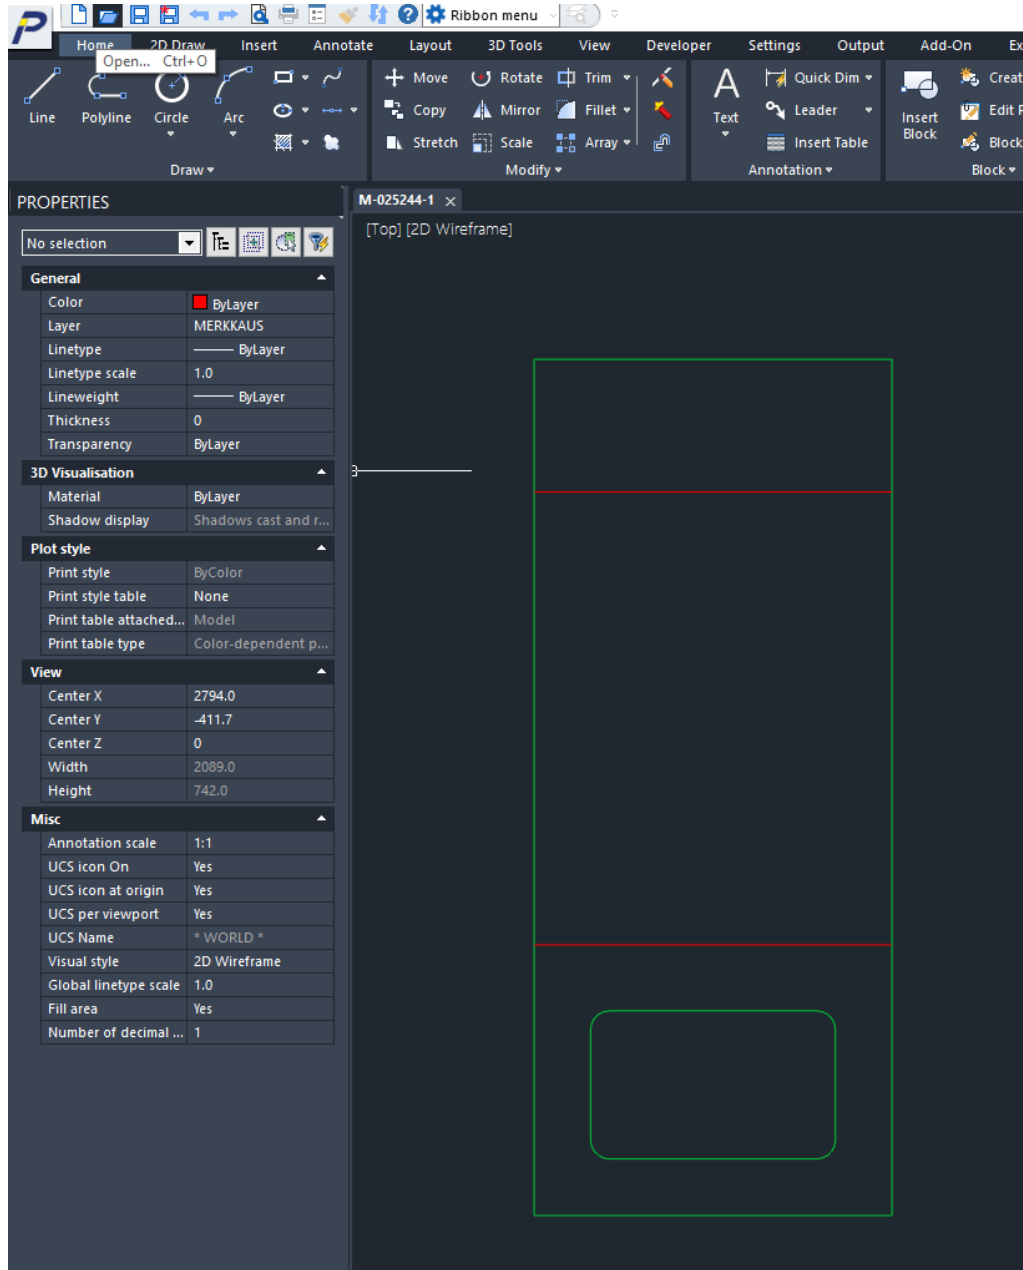 Ribbon menu
Home 2D Draw Insert Annotate Layout 3D Tools View Developer Settings Output Add-On Ex
Open... Ctrl+O
Line Polyline Circle Arc
Move Rotate Trim
Copy Mirror Fillet
Stretch Scale Array
Text
Quick Dim
Leader
Insert Table
Insert Block
Creat
Edit P
Block
Draw Modify Annotation Block
PROPERTIES
M-025244-1
[Top] [2D Wireframe]
No selection
General
Color ByLayer
Layer MERKKAUS
Linetype ByLayer
Linetype scale 1.0
Lineweight ByLayer
Thickness 0
Transparency ByLayer
3D Visualisation
Material ByLayer
Shadow display Shadows cast and r...
Plot style
Print style ByColor
Print style table None
Print table attached... Model
Print table type Color-dependent p...
View
Center X 2794.0
Center Y -411.7
Center Z 0
Width 2089.0
Height 742.0
Misc
Annotation scale 1:1
UCS icon On Yes
UCS icon at origin Yes
UCS per viewport Yes
UCS Name * WORLD *
Visual style 2D Wireframe
Global linetype scale 1.0
Fill area Yes
Number of decimal ... 1